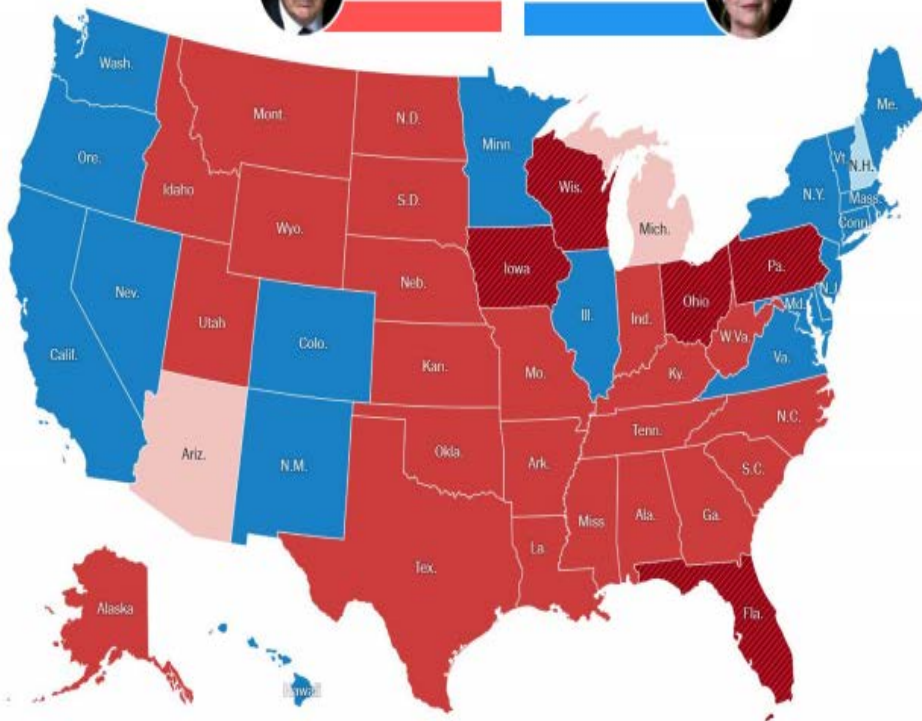 Wash.
Mont.
N.D.
Minn.
Me.
Ore.
Idaho
S.D.
Wis.
Vt.
N.H.
N.Y.
Mass.
Conn.
Wyo.
Mich.
Iowa
Neb.
Pa.
N.J.
Nev.
Utah
Ohio
Md.
Ill.
Ind.
Colo.
W.Va.
Va.
Calif.
Kan.
Mo.
Ky.
N.C.
Tenn.
Ariz.
Okla.
N.M.
Ark.
S.C.
Miss
Ala.
Ga.
La.
Tex.
Alaska
Fla.
Hawaii